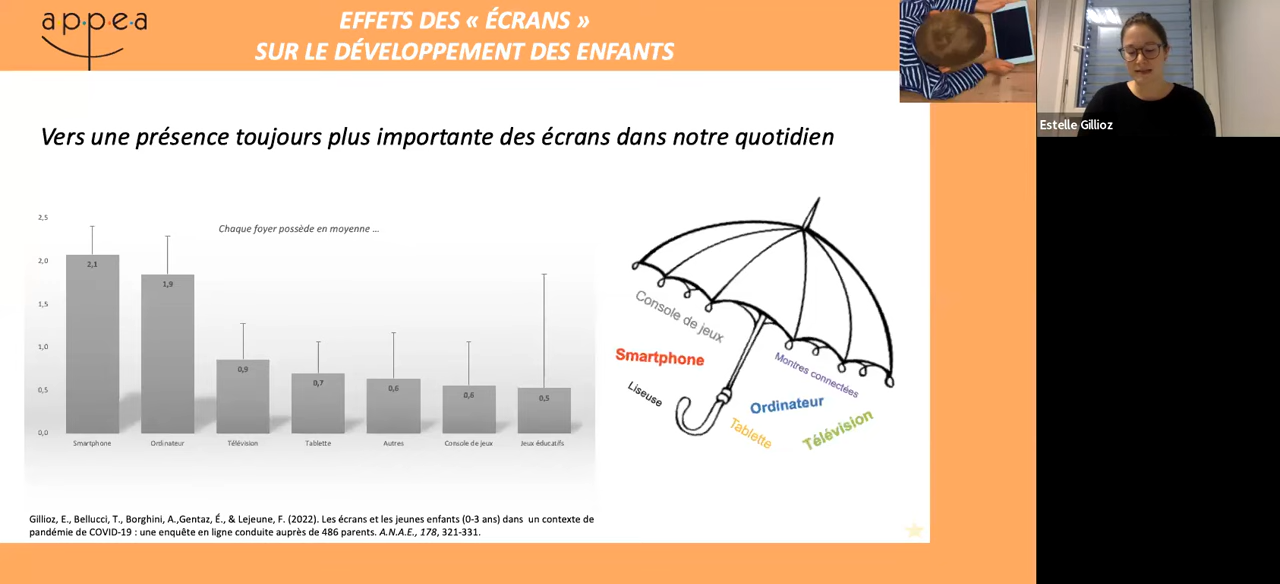 a·p·p·e·a
EFFETS DES « ÉCRANS »
SUR LE DÉVELOPPEMENT DES ENFANTS
Estelle Gillioz
Vers une présence toujours plus importante des écrans dans notre quotidien
Chaque foyer possède en moyenne ...
2,5
2,0
1,5
1,0
0,5
0,0
2,1
1,9
0,9
0,7
0,6
0,6
0,5
Smartphone
Ordinateur
Télévision
Tablette
Autres
Console de jeux
Jeux éducatifs
Console de jeux
Smartphone
Montres connectées
Liseuse
Ordinateur
Tablette
Télévision
Gillioz, E., Bellucci, T., Borghini, A.,Gentaz, É., & Lejeune, F. (2022). Les écrans et les jeunes enfants (0-3 ans) dans un contexte de
pandémie de COVID-19 : une enquête en ligne conduite auprès de 486 parents. A.N.A.E., 178, 321-331.